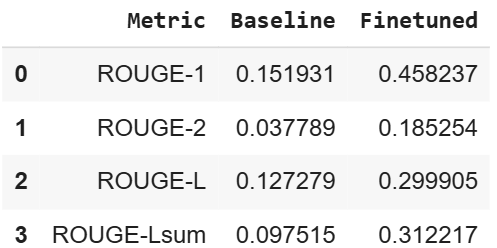 Metric Baseline Finetuned
0 ROUGE-1 0.151931 0.458237
1 ROUGE-2 0.037789 0.185254
2 ROUGE-L 0.127279 0.299905
3 ROUGE-Lsum 0.097515 0.312217